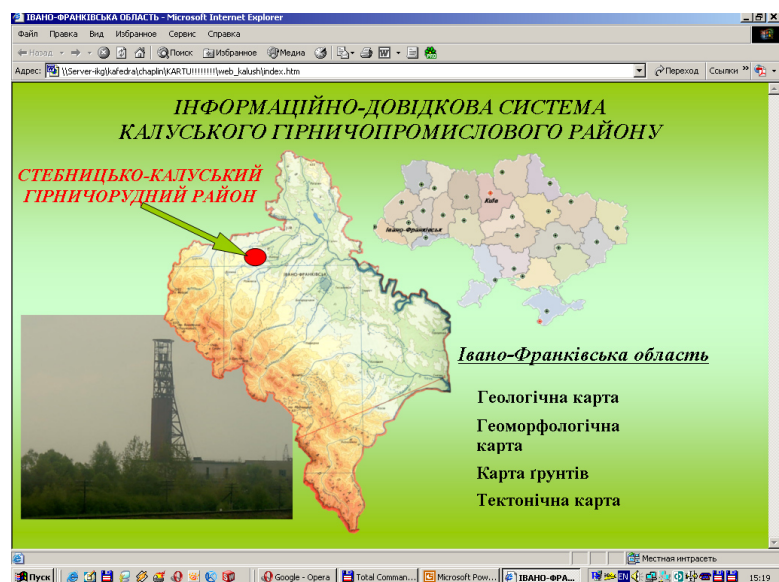 ІВАНО-ФРАНКІВСЬКА ОБЛАСТЬ - Microsoft Internet Explorer
Файл Правка Вид Избранное Сервис Справка
Назад Поиск Избранное Медиа
Адрес: \\Server-ikg\kafedra\chaplin\KARTU!!!!!!!!\web_kalush\index.htm Переход Ссылки »
ІНФОРМАЦІЙНО-ДОВІДКОВА СИСТЕМА
КАЛУСЬКОГО ГІРНИЧОПРОМИСЛОВОГО РАЙОНУ
СТЕБНИЦЬКО-КАЛУСЬКИЙ
ГІРНИЧОРУДНИЙ РАЙОН
Київ
Івано-Франківськ
ІВАНО-ФРАНКІВСЬК
Івано-Франківська область
Геологічна карта
Геоморфологічна
карта
Карта ґрунтів
Тектонічна карта
Местная интрасеть
Пуск Google - Opera Total Comman... Microsoft Pow... ІВАНО-ФРА... EN 15:19